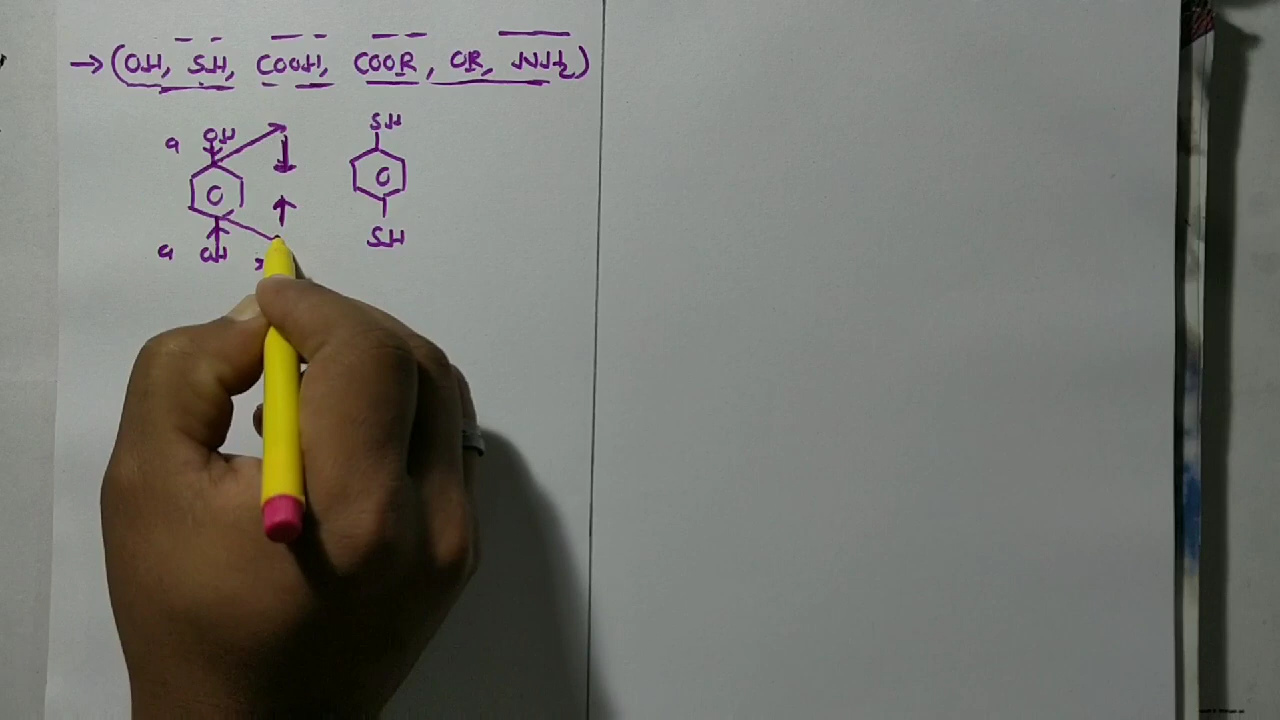 → (OH, SH, COOH, COOR, OR, NH₂)
a OH SH
a OH SH